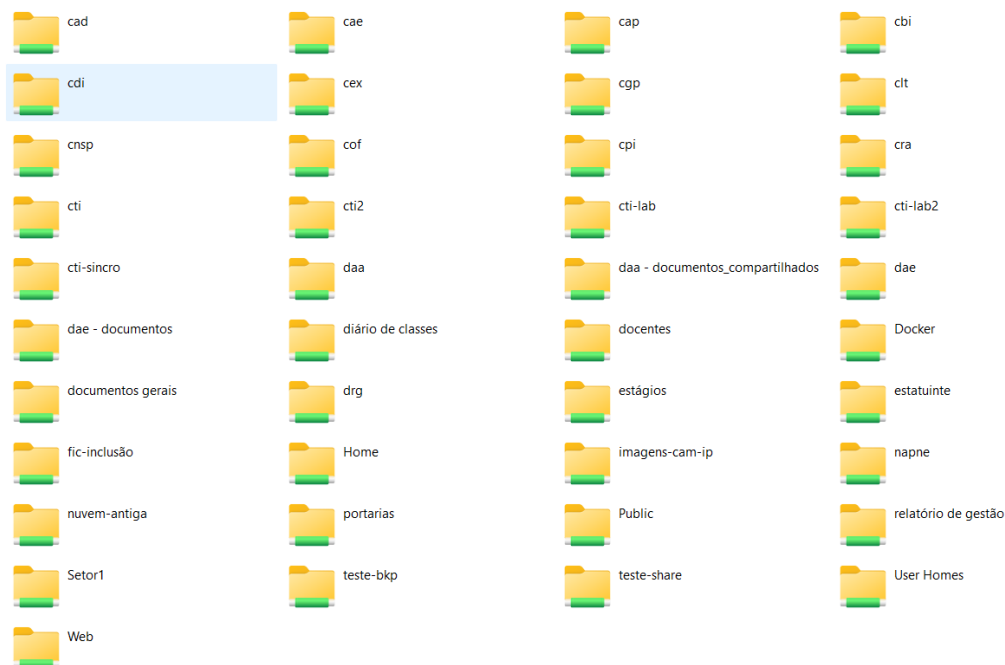 cad
cae
cap
cbi
cdi
cex
cgp
clt
cnsp
cof
cpi
cra
cti
cti2
cti-lab
cti-lab2
cti-sincro
daa
daa - documentos_compartilhados
dae
dae - documentos
diário de classes
docentes
Docker
documentos gerais
drg
estágios
estatuinte
fic-inclusão
Home
imagens-cam-ip
napne
nuvem-antiga
portarias
Public
relatório de gestão
Setor1
teste-bkp
teste-share
User Homes
Web